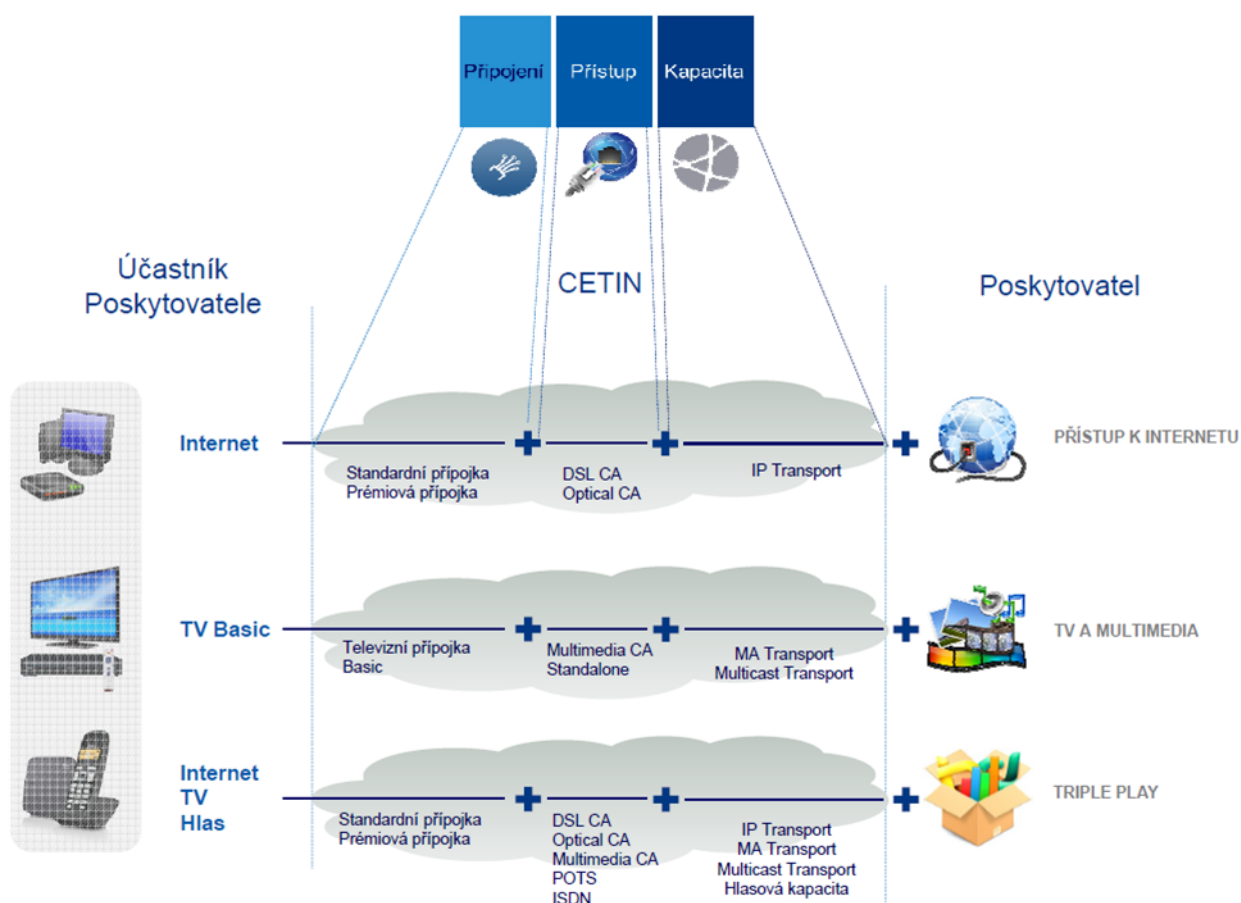 Připojení
Přístup
Kapacita
Účastník
Poskytovatele
CETIN
Poskytovatel
Internet
Standardní přípojka
Prémiová přípojka
DSL CA
Optical CA
IP Transport
PŘÍSTUP K INTERNETU
TV Basic
Televizní přípojka
Basic
Multimedia CA
Standalone
MA Transport
Multicast Transport
TV A MULTIMEDIA
Internet
TV
Hlas
Standardní přípojka
Prémiová přípojka
DSL CA
Optical CA
Multimedia CA
POTS
ISDN
IP Transport
MA Transport
Multicast Transport
Hlasová kapacita
TRIPLE PLAY